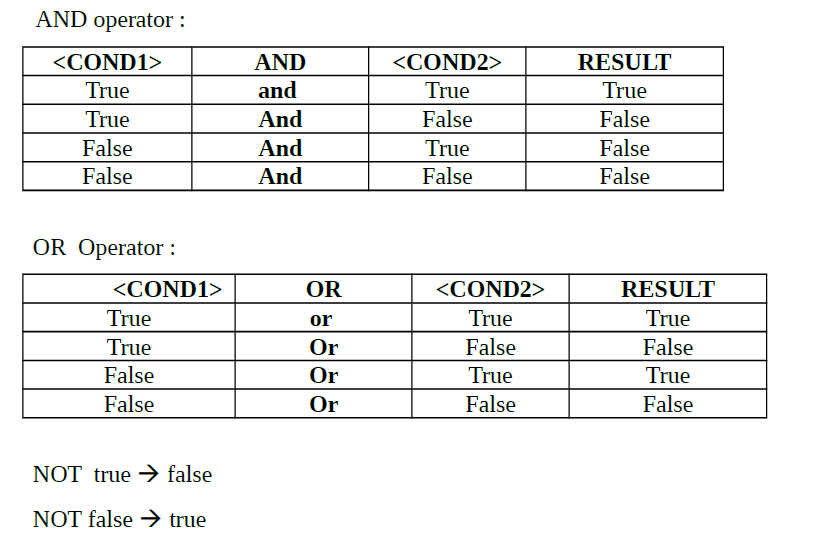 AND operator :
<COND1> AND <COND2> RESULT
True and True True
True And False False
False And True False
False And False False
OR Operator :
<COND1> OR <COND2> RESULT
True or True True
True Or False False
False Or True True
False Or False False
NOT true → false
NOT false → true